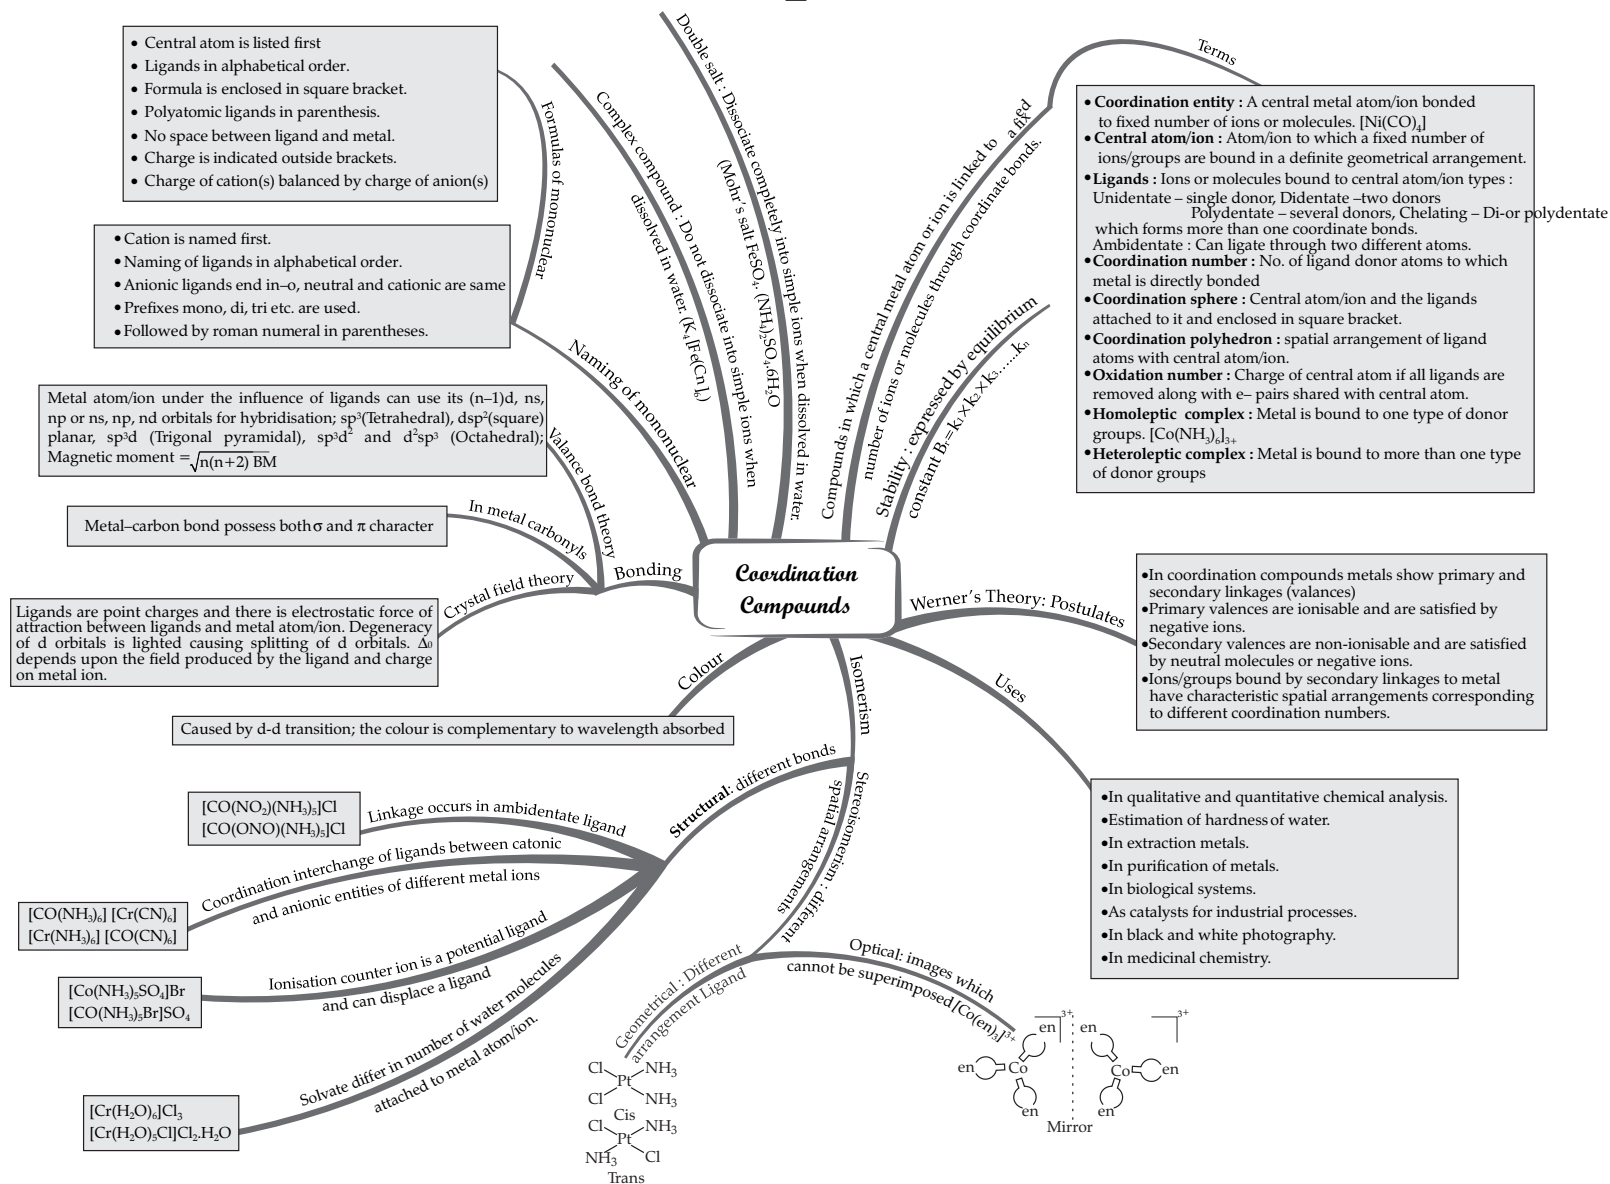 • Central atom is listed first
• Ligands in alphabetical order.
• Formula is enclosed in square bracket.
• Polyatomic ligands in parenthesis.
• No space between ligand and metal.
• Charge is indicated outside brackets.
• Charge of cation(s) balanced by charge of anion(s)
Formulas of mononuclear
• Cation is named first.
• Naming of ligands in alphabetical order.
• Anionic ligands end in–o, neutral and cationic are same
• Prefixes mono, di, tri etc. are used.
• Followed by roman numeral in parentheses.
Naming of mononuclear
Complex compound : Do not dissociate into simple ions when
dissolved in water. (K₄[Fe(Cn]₆)
Double salt : Dissociate completely into simple ions when dissolved in water.
(Mohr's salt FeSO₄. (NH₄)₂SO₄.6H₂O
Compounds in which a central metal atom or ion is linked to a fixed
number of ions or molecules through coordinate bonds.
Terms
• Coordination entity : A central metal atom/ion bonded
to fixed number of ions or molecules. [Ni(CO)₄]
• Central atom/ion : Atom/ion to which a fixed number of
ions/groups are bound in a definite geometrical arrangement.
• Ligands : Ions or molecules bound to central atom/ion types :
Unidentate – single donor, Didentate –two donors
Polydentate – several donors, Chelating – Di-or polydentate
which forms more than one coordinate bonds.
Ambidentate : Can ligate through two different atoms.
• Coordination number : No. of ligand donor atoms to which
metal is directly bonded
• Coordination sphere : Central atom/ion and the ligands
attached to it and enclosed in square bracket.
• Coordination polyhedron : spatial arrangement of ligand
atoms with central atom/ion.
• Oxidation number : Charge of central atom if all ligands are
removed along with e– pairs shared with central atom.
• Homoleptic complex : Metal is bound to one type of donor
groups. [Co(NH₃)₆]₃₊
• Heteroleptic complex : Metal is bound to more than one type
of donor groups
Stability : expressed by equilibrium
constant Bᵣ=k₁×k₂×k₃.......kₙ
Metal atom/ion under the influence of ligands can use its (n–1)d, ns,
np or ns, np, nd orbitals for hybridisation; sp³(Tetrahedral), dsp²(square)
planar, sp³d (Trigonal pyramidal), sp³d² and d²sp³ (Octahedral);
Magnetic moment =√n(n+2) BM
Valance bond theory
Metal–carbon bond possess both σ and π character
In metal carbonyls
Ligands are point charges and there is electrostatic force of
attraction between ligands and metal atom/ion. Degeneracy
of d orbitals is lighted causing splitting of d orbitals. Δ₀
depends upon the field produced by the ligand and charge
on metal ion.
Crystal field theory
Bonding
Coordination
Compounds
Werner's Theory: Postulates
•In coordination compounds metals show primary and
secondary linkages (valances)
•Primary valences are ionisable and are satisfied by
negative ions.
•Secondary valences are non-ionisable and are satisfied
by neutral molecules or negative ions.
•Ions/groups bound by secondary linkages to metal
have characteristic spatial arrangements corresponding
to different coordination numbers.
Colour
Caused by d-d transition; the colour is complementary to wavelength absorbed
Uses
•In qualitative and quantitative chemical analysis.
•Estimation of hardness of water.
•In extraction metals.
•In purification of metals.
•In biological systems.
•As catalysts for industrial processes.
•In black and white photography.
•In medicinal chemistry.
Isomerism
Structural: different bonds
Linkage occurs in ambidentate ligand
[CO(NO₂)(NH₃)₅]Cl
[CO(ONO)(NH₃)₅]Cl
Coordination interchange of ligands between catonic
and anionic entities of different metal ions
[CO(NH₃)₆] [Cr(CN)₆]
[Cr(NH₃)₆] [CO(CN)₆]
Ionisation counter ion is a potential ligand
and can displace a ligand
[Co(NH₃)₅SO₄]Br
[CO(NH₃)₅Br]SO₄
Solvate differ in number of water molecules
attached to metal atom/ion.
[Cr(H₂O)₆]Cl₃
[Cr(H₂O)₅Cl]Cl₂.H₂O
Stereoisomerism : different
spatial arrangements
Geometrical : Different
arrangement Ligand
Cl NH₃
Pt
Cl NH₃
Cis
Cl NH₃
Pt
NH₃ Cl
Trans
Optical: images which
cannot be superimposed [Co(en)₃]³⁺
3+ 3+
en en
en Co Co en
en en
Mirror